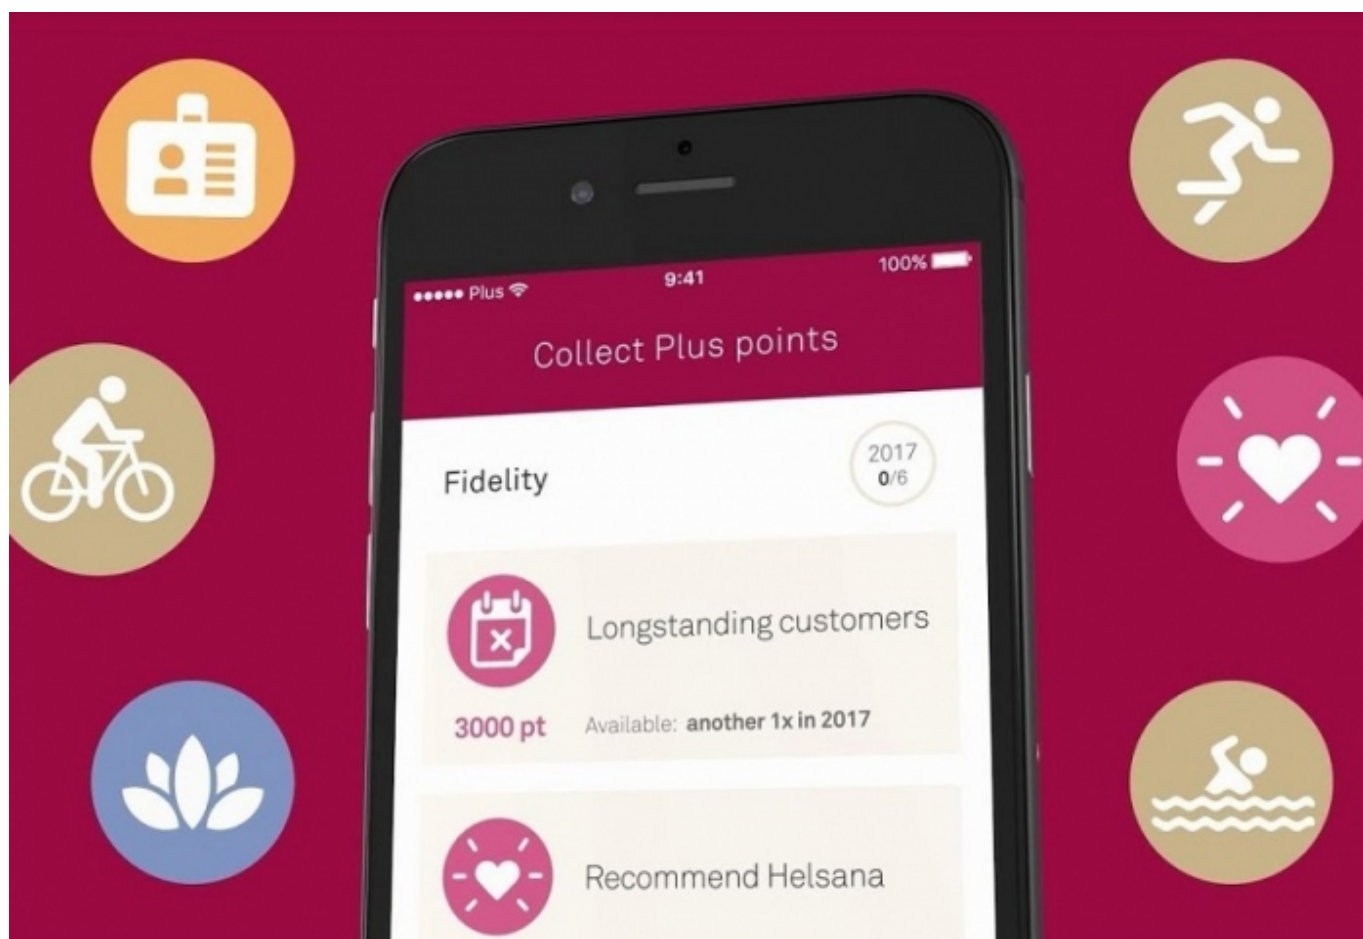 Plus
9:41
100%
Collect Plus points
Fidelity
2017
0/6
Longstanding customers
3000 pt
Available: another 1x in 2017
Recommend Helsana